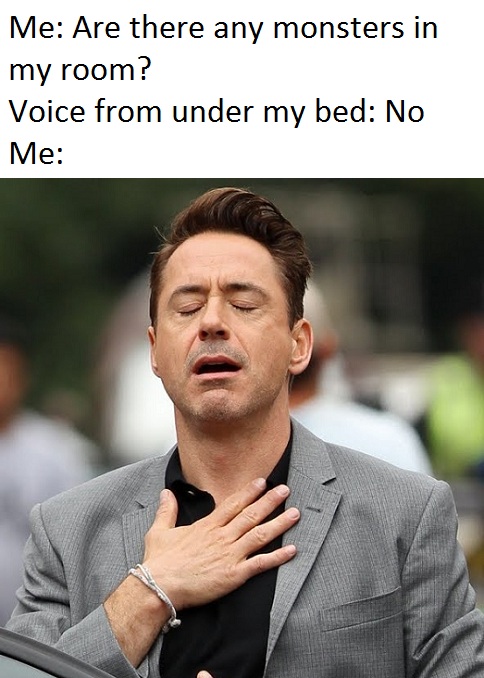 Me: Are there any monsters in
my room?
Voice from under my bed: No
Me: